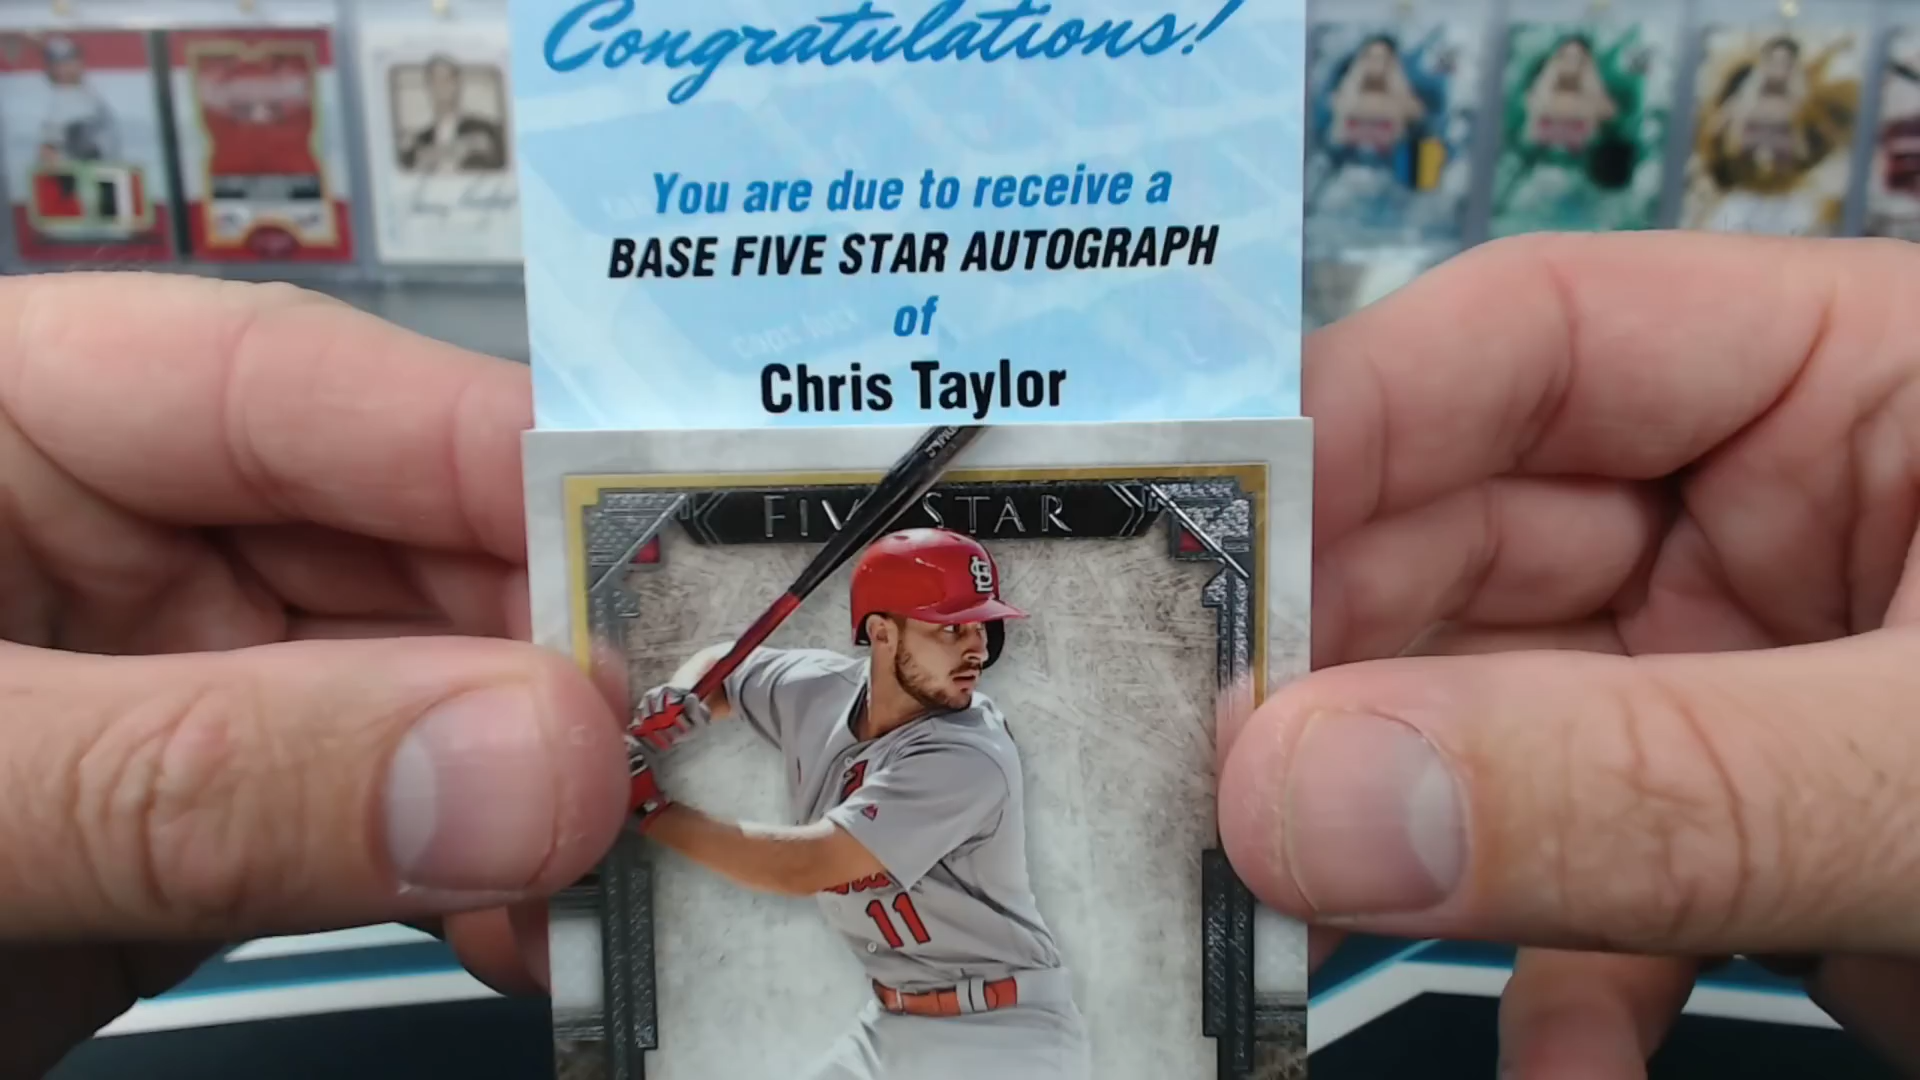 Congratulations!
You are due to receive a
BASE FIVE STAR AUTOGRAPH
of
Chris Taylor
FIVE STAR
11